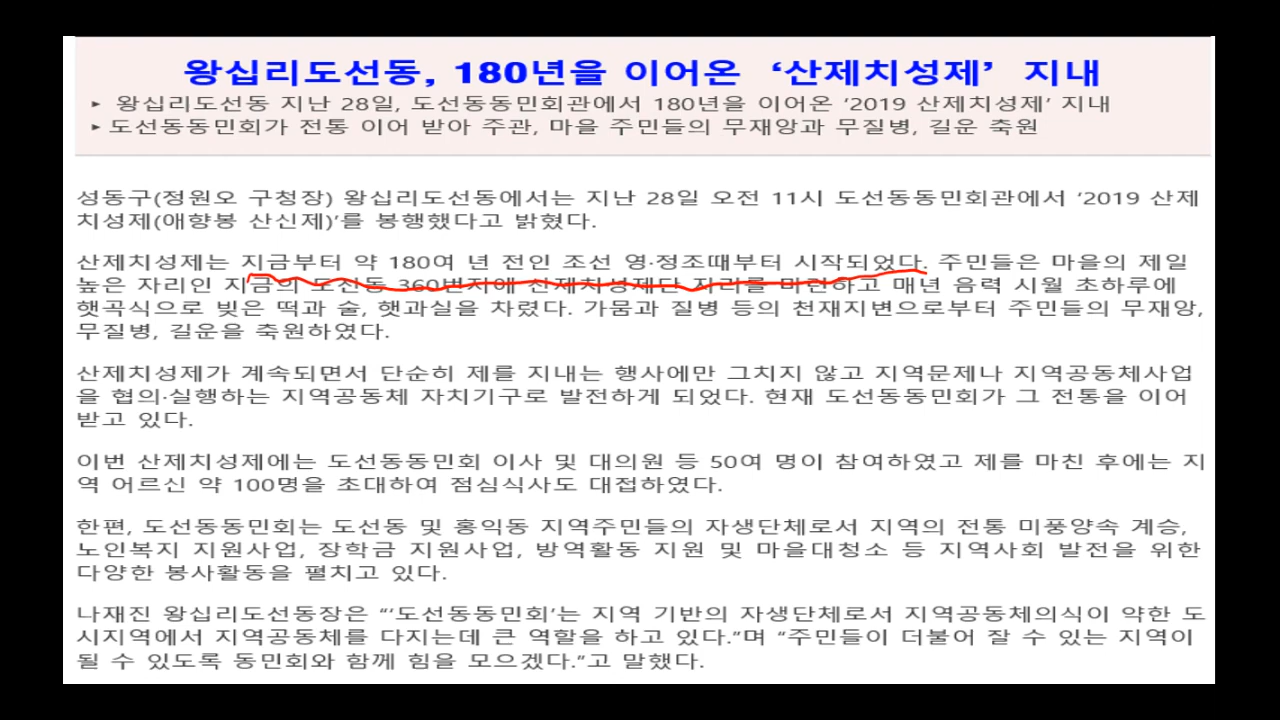 왕십리도선동, 180년을 이어온 ‘산제치성제’ 지내
▸ 왕십리도선동 지난 28일, 도선동동민회관에서 180년을 이어온 ‘2019 산제치성제’ 지내
▸ 도선동동민회가 전통 이어 받아 주관, 마을 주민들의 무재앙과 무질병, 길운 축원
성동구(정원오 구청장) 왕십리도선동에서는 지난 28일 오전 11시 도선동동민회관에서 ‘2019 산제
치성제(애향봉 산신제)’를 봉행했다고 밝혔다.
산제치성제는 지금부터 약 180여 년 전인 조선 영·정조때부터 시작되었다. 주민들은 마을의 제일
높은 자리인 지금의 도선동 360번지에 산제치성제단 자리를 마련하고 매년 음력 시월 초하루에
햇곡식으로 빚은 떡과 술, 햇과실을 차렸다. 가뭄과 질병 등의 천재지변으로부터 주민들의 무재앙,
무질병, 길운을 축원하였다.
산제치성제가 계속되면서 단순히 제를 지내는 행사에만 그치지 않고 지역문제나 지역공동체사업
을 협의·실행하는 지역공동체 자치기구로 발전하게 되었다. 현재 도선동동민회가 그 전통을 이어
받고 있다.
이번 산제치성제에는 도선동동민회 이사 및 대의원 등 50여 명이 참여하였고 제를 마친 후에는 지
역 어르신 약 100명을 초대하여 점심식사도 대접하였다.
한편, 도선동동민회는 도선동 및 홍익동 지역주민들의 자생단체로서 지역의 전통 미풍양속 계승,
노인복지 지원사업, 장학금 지원사업, 방역활동 지원 및 마을대청소 등 지역사회 발전을 위한
다양한 봉사활동을 펼치고 있다.
나재진 왕십리도선동장은 “‘도선동동민회’는 지역 기반의 자생단체로서 지역공동체의식이 약한 도
시지역에서 지역공동체를 다지는데 큰 역할을 하고 있다.”며 “주민들이 더불어 잘 수 있는 지역이
될 수 있도록 동민회와 함께 힘을 모으겠다.”고 말했다.